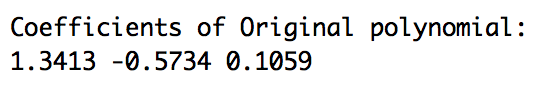 Coefficients of Original polynomial:
1.3413 -0.5734 0.1059